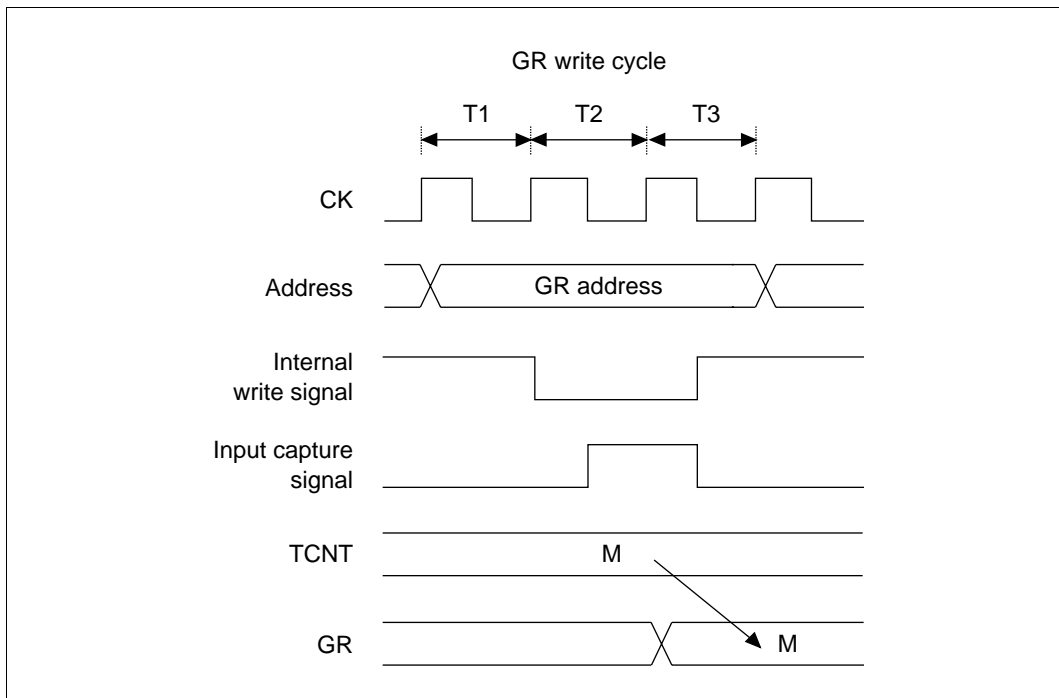 GR write cycle
T1 T2 T3
CK
Address
GR address
Internal
write signal
Input capture
signal
TCNT
M
GR
M